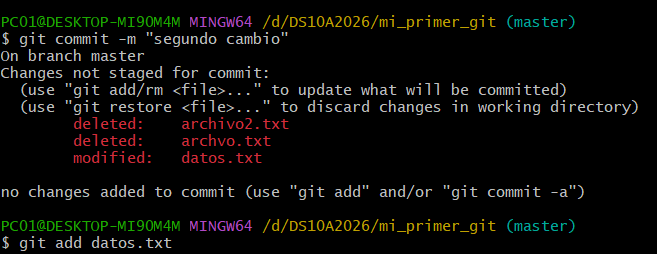 PC01@DESKTOP-MI90M4M MINGW64 /d/DS10A2026/mi_primer_git (master)
$ git commit -m "segundo cambio"
On branch master
Changes not staged for commit:
  (use "git add/rm <file>..." to update what will be committed)
  (use "git restore <file>..." to discard changes in working directory)
        deleted:    archivo2.txt
        deleted:    archvo.txt
        modified:   datos.txt

no changes added to commit (use "git add" and/or "git commit -a")

PC01@DESKTOP-MI90M4M MINGW64 /d/DS10A2026/mi_primer_git (master)
$ git add datos.txt